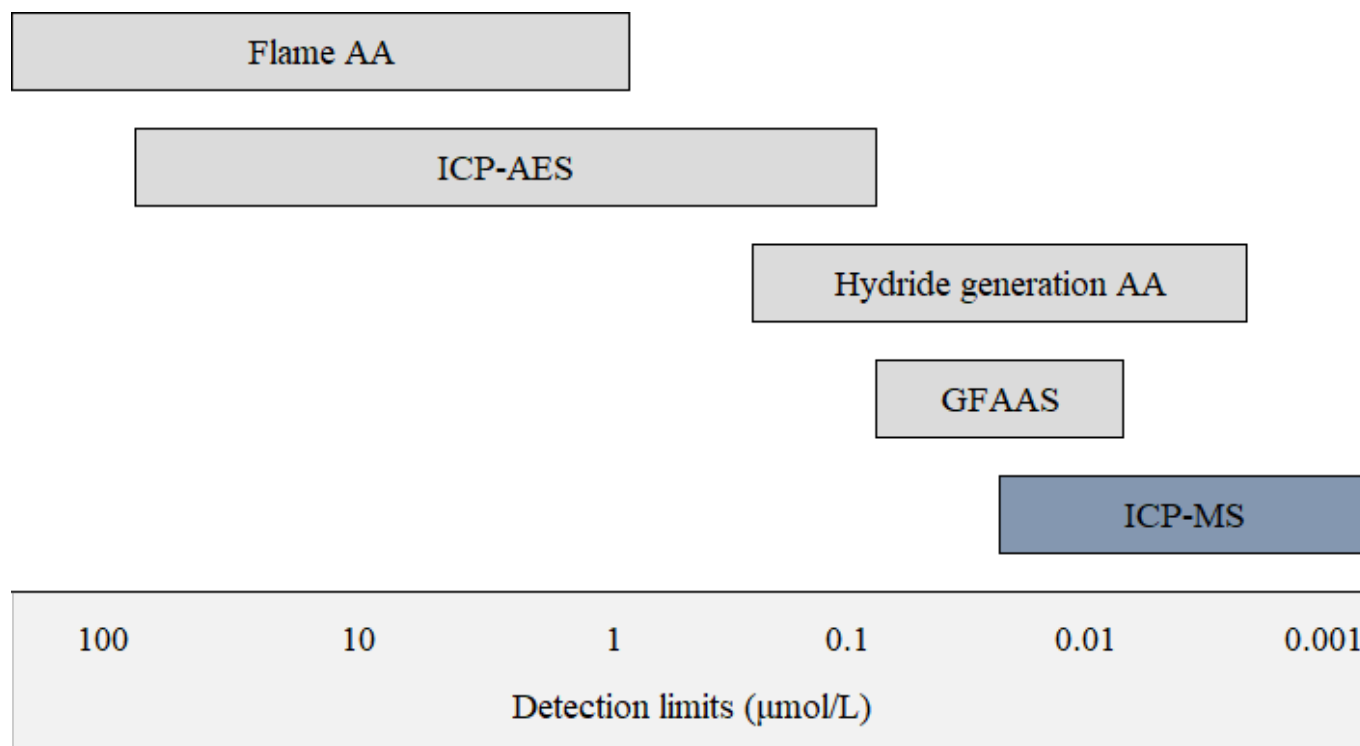 Flame AA
ICP-AES
Hydride generation AA
GFAAS
ICP-MS
100 10 1 0.1 0.01 0.001
Detection limits (μmol/L)